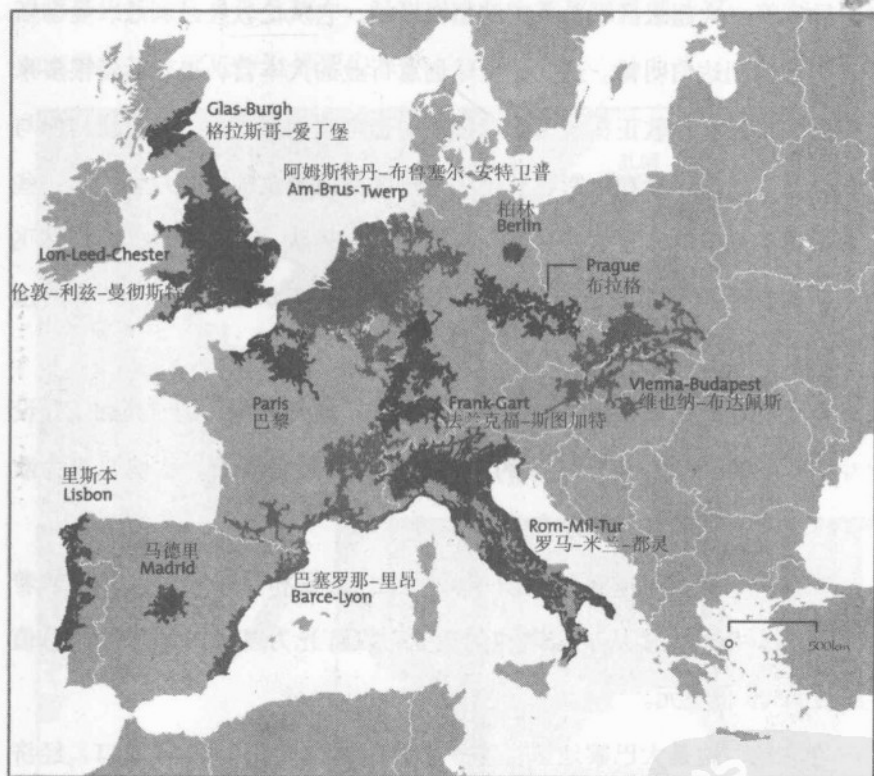 Glas-Burgh
格拉斯哥-爱丁堡
阿姆斯特丹-布鲁塞尔-安特卫普
Am-Brus-Twerp
柏林
Berlin
Lon-Leed-Chester
伦敦-利兹-曼彻斯特
Prague
布拉格
Paris
巴黎
Frank-Gart
法兰克福-斯图加特
Vienna-Budapest
维也纳-布达佩斯
里斯本
Lisbon
马德里
Madrid
巴塞罗那-里昂
Barce-Lyon
Rom-Mil-Tur
罗马-米兰-都灵
0
500km